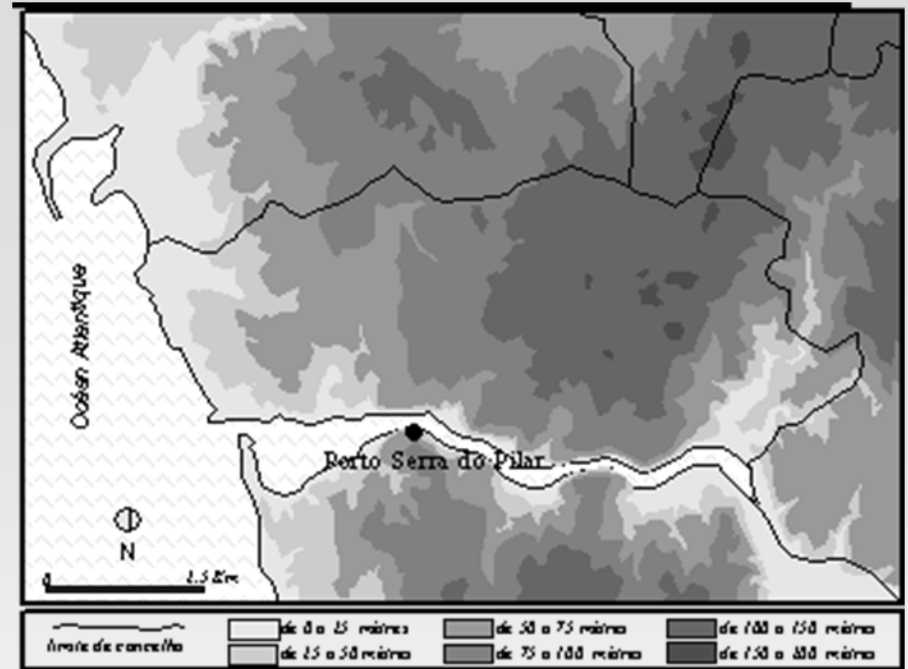 Océan Atlantique
Porto Serra do Pilar
N
0 1.5 Km
limite de concelho
de 0 a 25 metros
de 25 a 50 metros
de 50 a 75 metros
de 75 a 100 metros
de 100 a 150 metros
de 150 a 200 metros